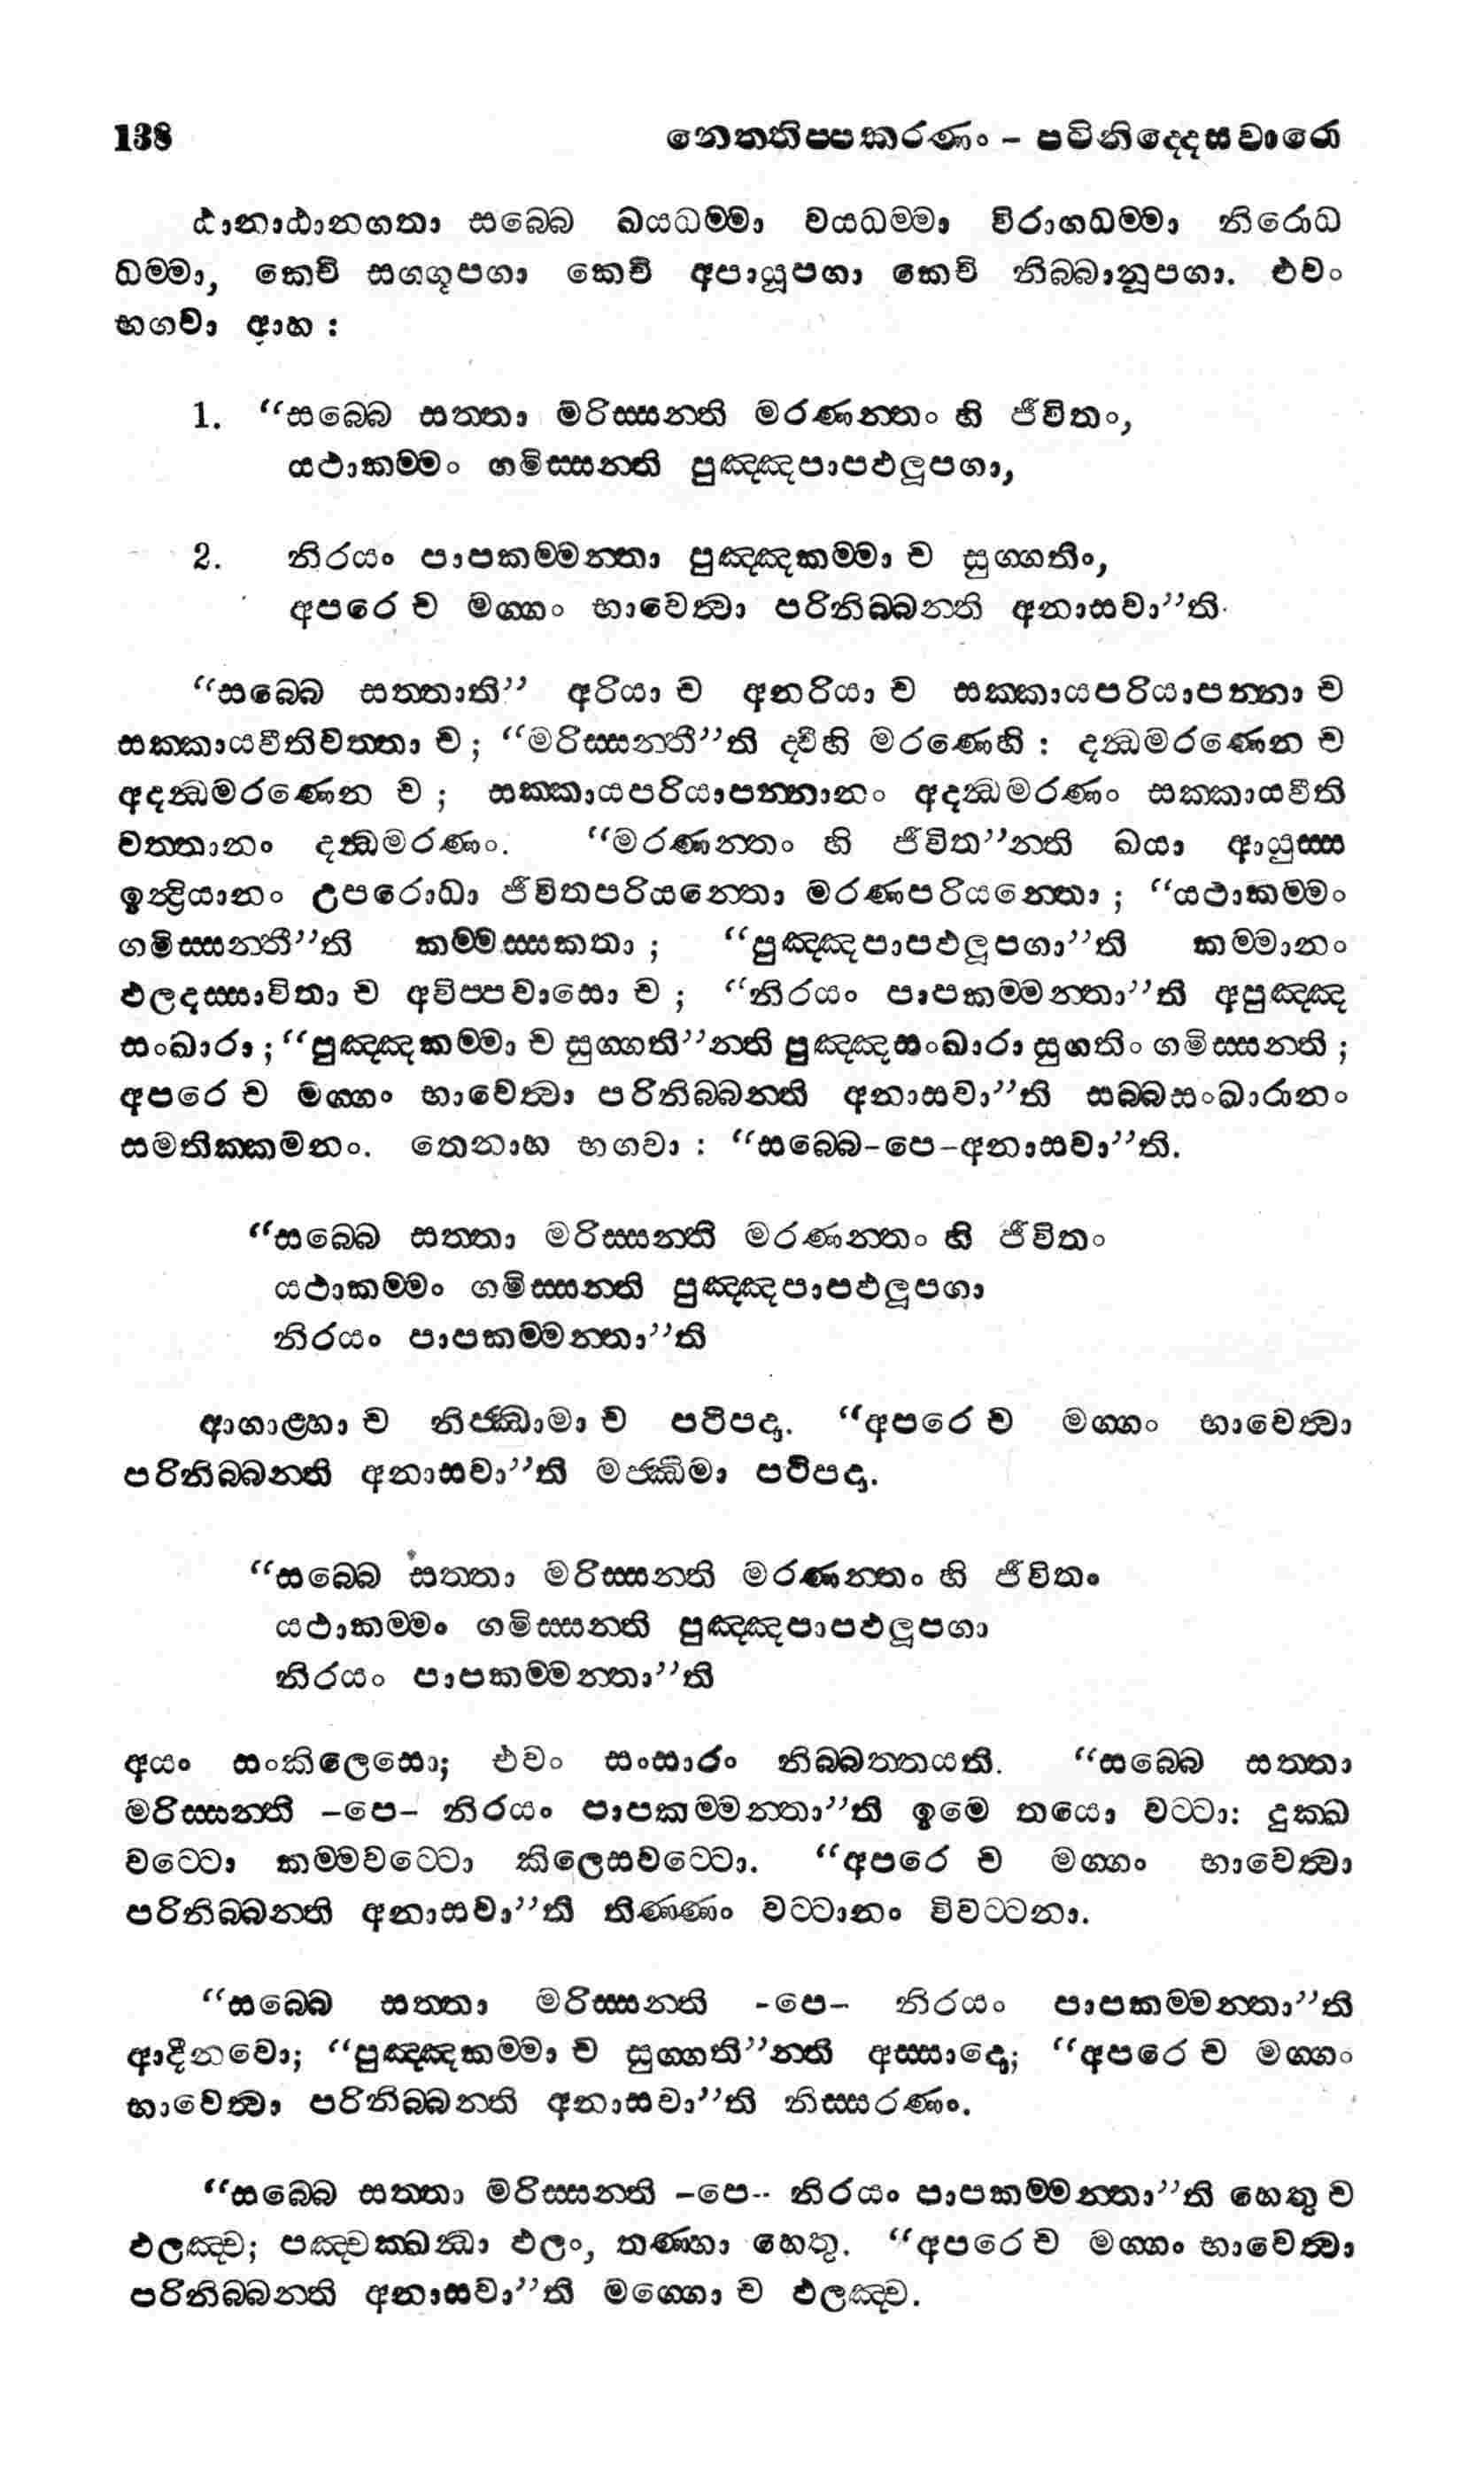 138 නෙත්තිප්පකරණං – පටිනිද්දෙසවාරො
ඨානාඨානගතා සබ්බෙ ඛයධම්මා වයධම්මා විරාගධම්මා නිරොධ
ධම්මා, කෙචි සග්ගූපගා කෙචි අපායූපගා කෙචි නිබ්බානූපගා. එවං
භගවා ආහ :
1. “සබ්බෙ සත්තා මරිස්සන්ති මරණන්තං හි ජීවිතං,
යථාකම්මං ගමිස්සන්ති පුඤ්ඤපාපඵලූපගා,
2. නිරයං පාපකම්මන්තා පුඤ්ඤකම්මා ච සුග්ගතිං,
අපරෙ ච මග්ගං භාවෙත්වා පරිනිබ්බන්ති අනාසවා”ති.
“සබ්බෙ සත්තාති” අරියා ච අනරියා ච සක්කායපරියාපන්නා ච
සක්කායවීතිවත්තා ච; “මරිස්සන්තී”ති ද්වීහි මරණෙහි : දන්ධමරණෙන ච
අදන්ධමරණෙන ච ; සක්කායපරියාපන්නානං අදන්ධමරණං සක්කායවීති
වත්තානං දන්ධමරණං. “මරණන්තං හි ජීවිත”න්ති ඛයා ආයුස්ස
ඉන්ද්‍රියානං උපරොධා ජීවිතපරියන්තො මරණපරියන්තො ; “යථාකම්මං
ගමිස්සන්තී”ති කම්මස්සකතා ; “පුඤ්ඤපාපඵලූපගා”ති කම්මානං
ඵලදස්සාවිතා ච අවිප්පවාසො ච ; “නිරයං පාපකම්මන්තා”ති අපුඤ්ඤ
සංඛාරා ; “පුඤ්ඤකම්මා ච සුග්ගති”න්ති පුඤ්ඤසංඛාරා සුගතිං ගමිස්සන්ති ;
අපරෙ ච මග්ගං භාවෙත්වා පරිනිබ්බන්ති අනාසවා”ති සබ්බසංඛාරානං
සමතික්කමනං. තෙනාහ භගවා : “සබ්බෙ-පෙ-අනාසවා”ති.
“සබ්බෙ සත්තා මරිස්සන්ති මරණන්තං හි ජීවිතං
යථාකම්මං ගමිස්සන්ති පුඤ්ඤපාපඵලූපගා
නිරයං පාපකම්මන්තා”ති
ආගාළ්හා ච නිජ්ඣාමා ච පටිපදා. “අපරෙ ච මග්ගං භාවෙත්වා
පරිනිබ්බන්ති අනාසවා”ති මජ්ඣිමා පටිපදා.
“සබ්බෙ සත්තා මරිස්සන්ති මරණන්තං හි ජීවිතං
යථාකම්මං ගමිස්සන්ති පුඤ්ඤපාපඵලූපගා
නිරයං පාපකම්මන්තා”ති
අයං සංකිලෙසො; එවං සංසාරං නිබ්බත්තයති. “සබ්බෙ සත්තා
මරිස්සන්ති –පෙ– නිරයං පාපකම්මන්තා”ති ඉමෙ තයො වට්ටා: දුක්ඛ
වට්ටො කම්මවට්ටො කිලෙසවට්ටො. “අපරෙ ච මග්ගං භාවෙත්වා
පරිනිබ්බන්ති අනාසවා”ති තිණ්ණං වට්ටානං විවට්ටනා.
“සබ්බෙ සත්තා මරිස්සන්ති -පෙ– නිරයං පාපකම්මන්තා”ති
ආදීනවො; “පුඤ්ඤකම්මා ච සුග්ගති”න්ති අස්සාදො; “අපරෙ ච මග්ගං
භාවෙත්වා පරිනිබ්බන්ති අනාසවා”ති නිස්සරණං.
“සබ්බෙ සත්තා මරිස්සන්ති –පෙ-- නිරයං පාපකම්මන්තා”ති හෙතු ච
ඵලඤ්ච; පඤ්චක්ඛන්ධා ඵලං, තණ්හා හෙතු. “අපරෙ ච මග්ගං භාවෙත්වා
පරිනිබ්බන්ති අනාසවා”ති මග්ගො ච ඵලඤ්ච.